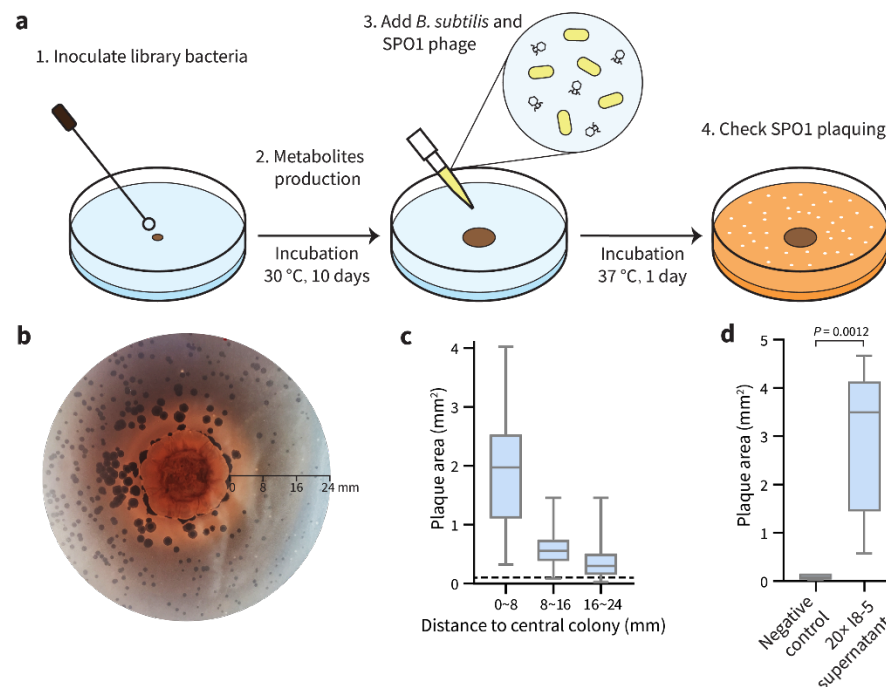 a
1. Inoculate library bacteria
2. Metabolites
production
Incubation
30 °C, 10 days
3. Add B. subtilis and
SPO1 phage
Incubation
37 °C, 1 day
4. Check SPO1 plaquing
b
0 8 16 24 mm
c
Plaque area (mm²)
4
3
2
1
0
0~8 8~16 16~24
Distance to central colony (mm)
d
P = 0.0012
Plaque area (mm²)
5
4
3
2
1
0
Negative
control
20× I8-5
supernatant